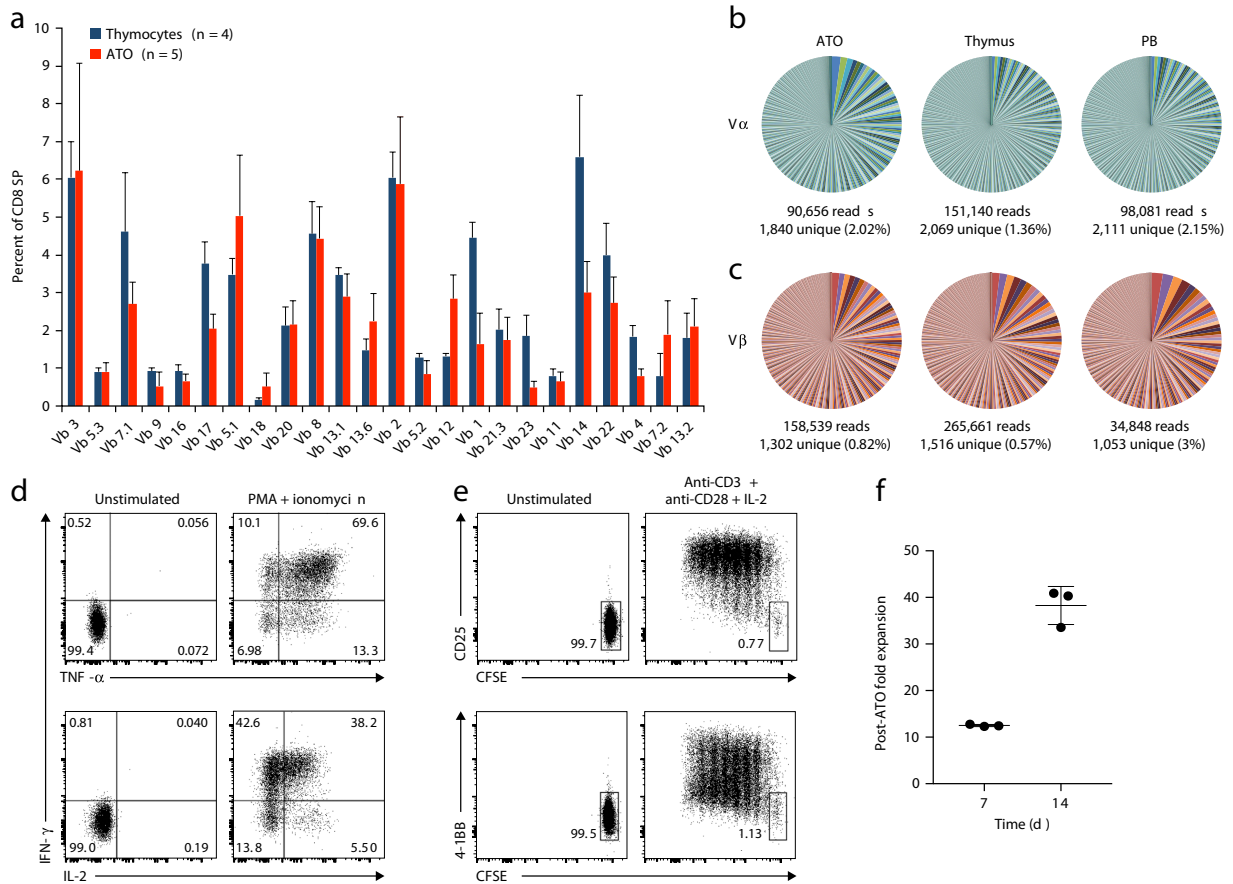 a
Thymocytes (n = 4)
ATO (n = 5)
Percent of CD8 SP
10
9
8
7
6
5
4
3
2
1
0
Vb 3
Vb 5.3
Vb 7.1
Vb 9
Vb 16
Vb 17
Vb 5.1
Vb 18
Vb 20
Vb 8
Vb 13.1
Vb 13.6
Vb 2
Vb 5.2
Vb 12
Vb 1
Vb 21.3
Vb 23
Vb 11
Vb 14
Vb 22
Vb 4
Vb 7.2
Vb 13.2
b
ATO Thymus PB
Vα
90,656 read s 151,140 reads 98,081 read s
1,840 unique (2.02%) 2,069 unique (1.36%) 2,111 unique (2.15%)
c
Vβ
158,539 reads 265,661 reads 34,848 reads
1,302 unique (0.82%) 1,516 unique (0.57%) 1,053 unique (3%)
d
Unstimulated PMA + ionomyci n
0.52 0.056 10.1 69.6
99.4 0.072 6.98 13.3
TNF -α
0.81 0.040 42.6 38.2
99.0 0.19 13.8 5.50
IFN- γ
IL-2
e
Unstimulated
Anti-CD3 +
anti-CD28 + IL-2
CD25
99.7 0.77
CFSE
4-1BB
99.5 1.13
CFSE
f
Post-ATO fold expansion
50
40
30
20
10
0
7 14
Time (d )